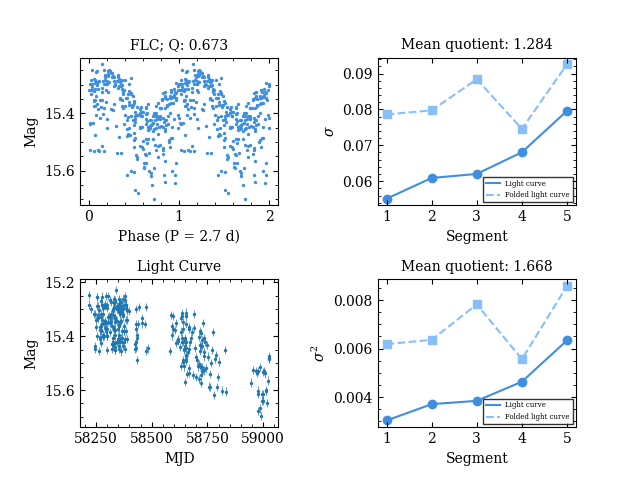 FLC; Q: 0.673
Mag
15.4
15.6
0
1
2
Phase (P = 2.7 d)
Mean quotient: 1.284
σ
0.09
0.08
0.07
0.06
Light curve
Folded light curve
1
2
3
4
5
Segment
Light Curve
Mag
15.2
15.4
15.6
58250
58500
58750
59000
MJD
Mean quotient: 1.668
σ²
0.008
0.006
0.004
Light curve
Folded light curve
1
2
3
4
5
Segment